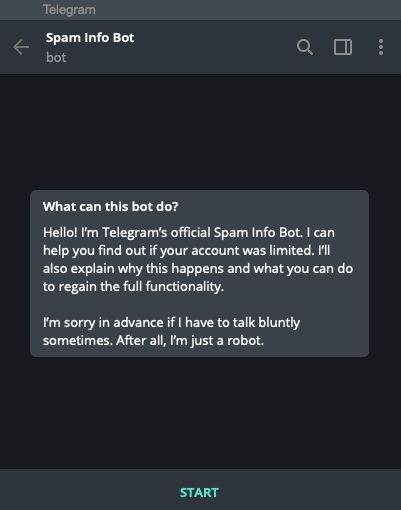 Telegram
Spam Info Bot
bot
What can this bot do?
Hello! I'm Telegram's official Spam Info Bot. I can
help you find out if your account was limited. I'll
also explain why this happens and what you can do
to regain the full functionality.
I'm sorry in advance if I have to talk bluntly
sometimes. After all, I'm just a robot.
START